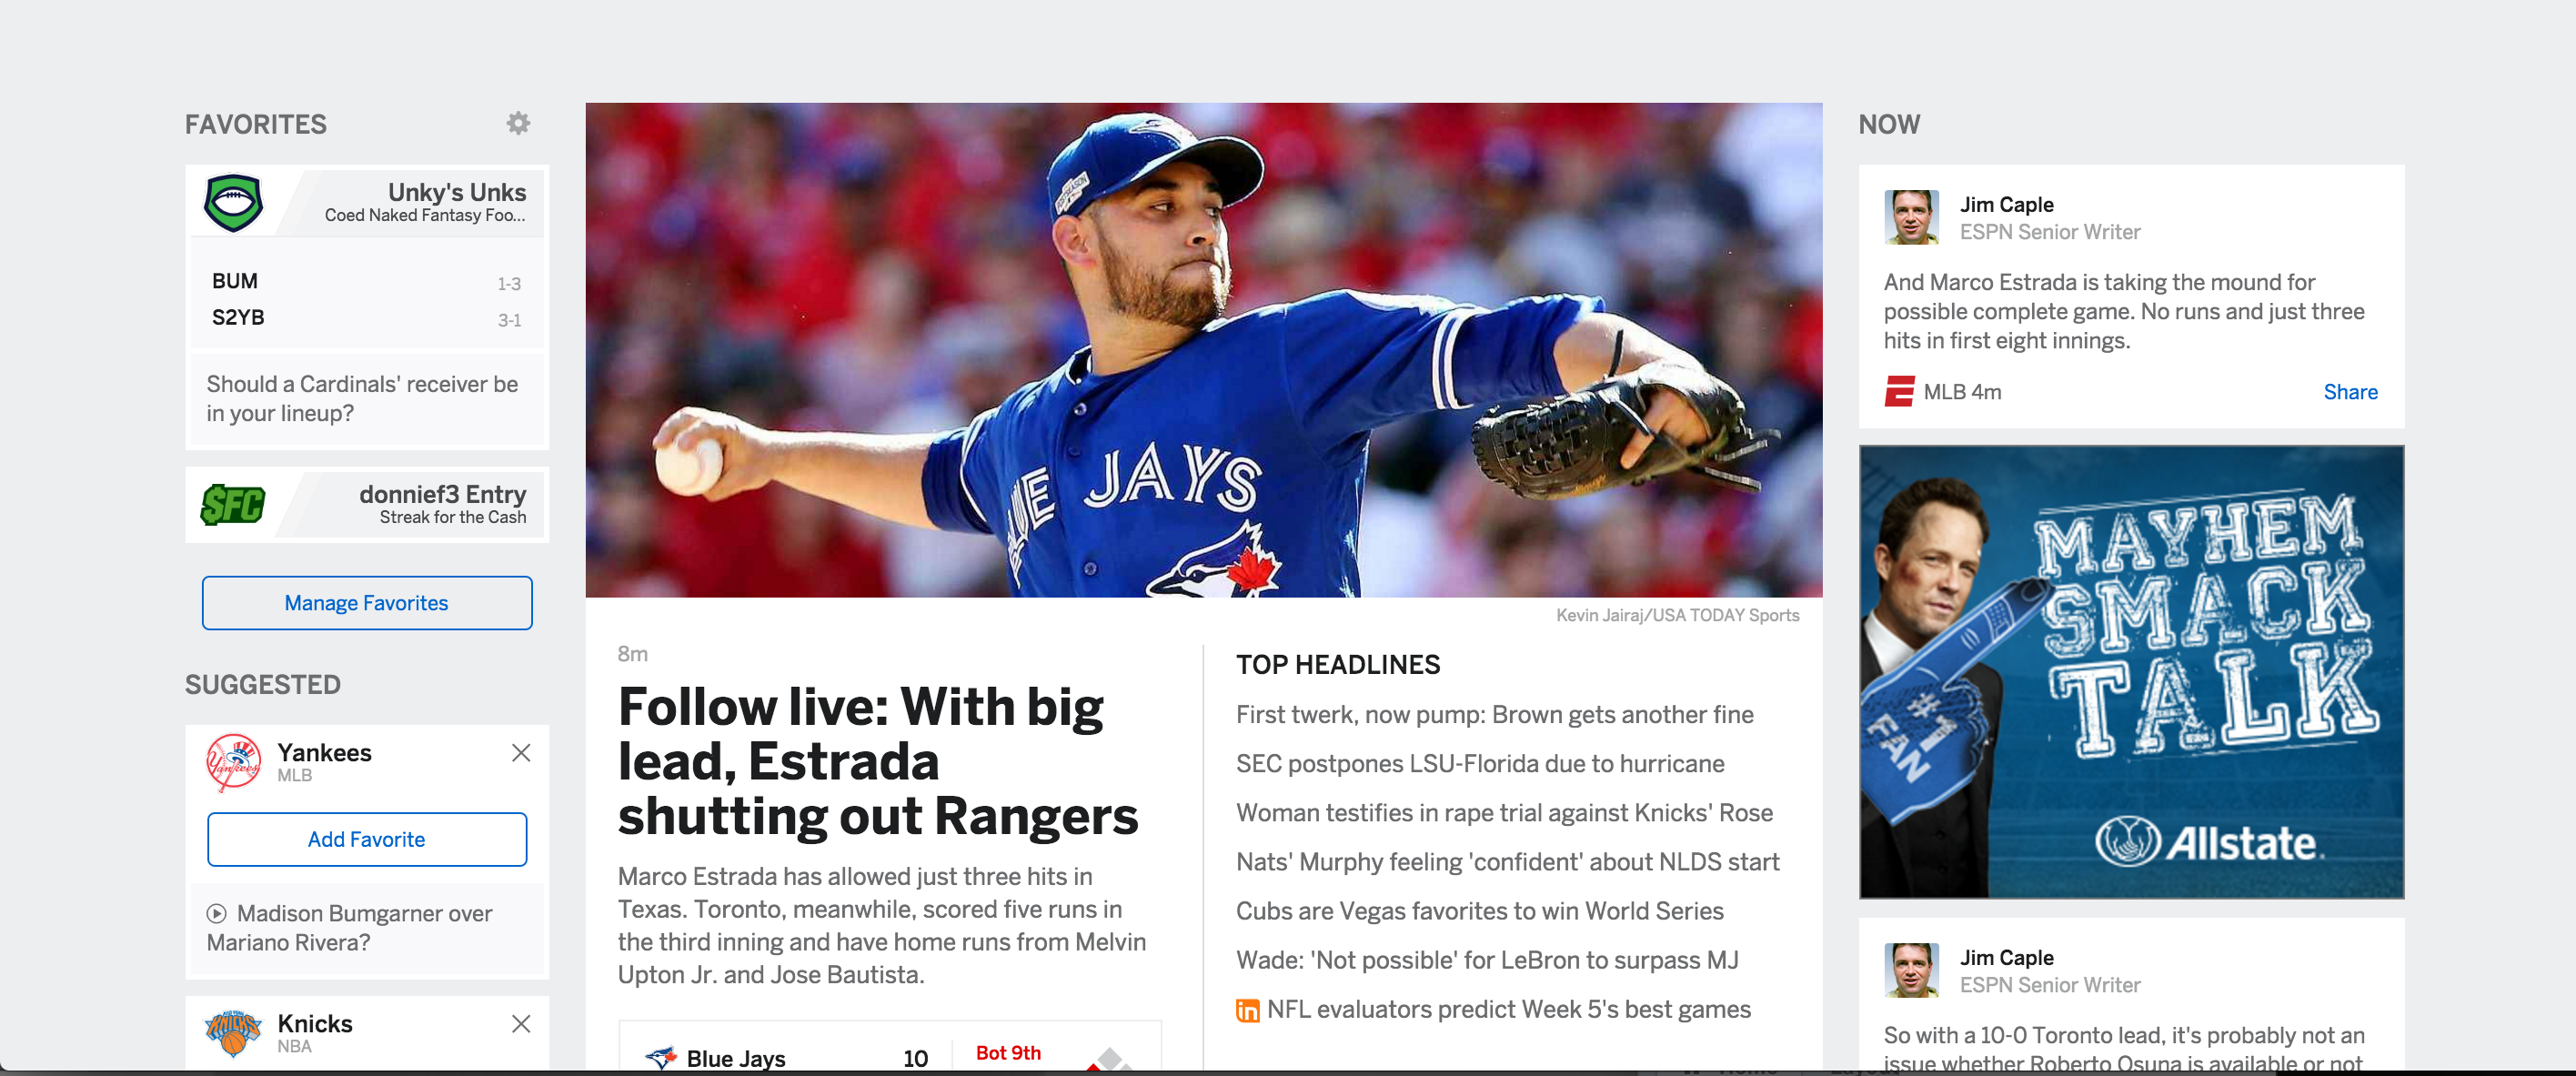 FAVORITES
Unky's Unks
Coed Naked Fantasy Foo...
BUM 1-3
S2YB 3-1
Should a Cardinals' receiver be
in your lineup?
$FC
donnief3 Entry
Streak for the Cash
Manage Favorites
SUGGESTED
Yankees
Yankees
MLB
Add Favorite
Madison Bumgarner over
Mariano Rivera?
KNICKS
Knicks
NBA
POSTSEASON
UE JAYS
Kevin Jairaj/USA TODAY Sports
8m
Follow live: With big
lead, Estrada
shutting out Rangers
Marco Estrada has allowed just three hits in
Texas. Toronto, meanwhile, scored five runs in
the third inning and have home runs from Melvin
Upton Jr. and Jose Bautista.
Blue Jays 10 Bot 9th
TOP HEADLINES
First twerk, now pump: Brown gets another fine
SEC postpones LSU-Florida due to hurricane
Woman testifies in rape trial against Knicks' Rose
Nats' Murphy feeling 'confident' about NLDS start
Cubs are Vegas favorites to win World Series
Wade: 'Not possible' for LeBron to surpass MJ
in NFL evaluators predict Week 5's best games
NOW
Jim Caple
ESPN Senior Writer
And Marco Estrada is taking the mound for
possible complete game. No runs and just three
hits in first eight innings.
MLB 4m Share
MAYHEM
SMACK
TALK
#1
FAN
Allstate.
Jim Caple
ESPN Senior Writer
So with a 10-0 Toronto lead, it's probably not an
issue whether Roberto Osuna is available or not